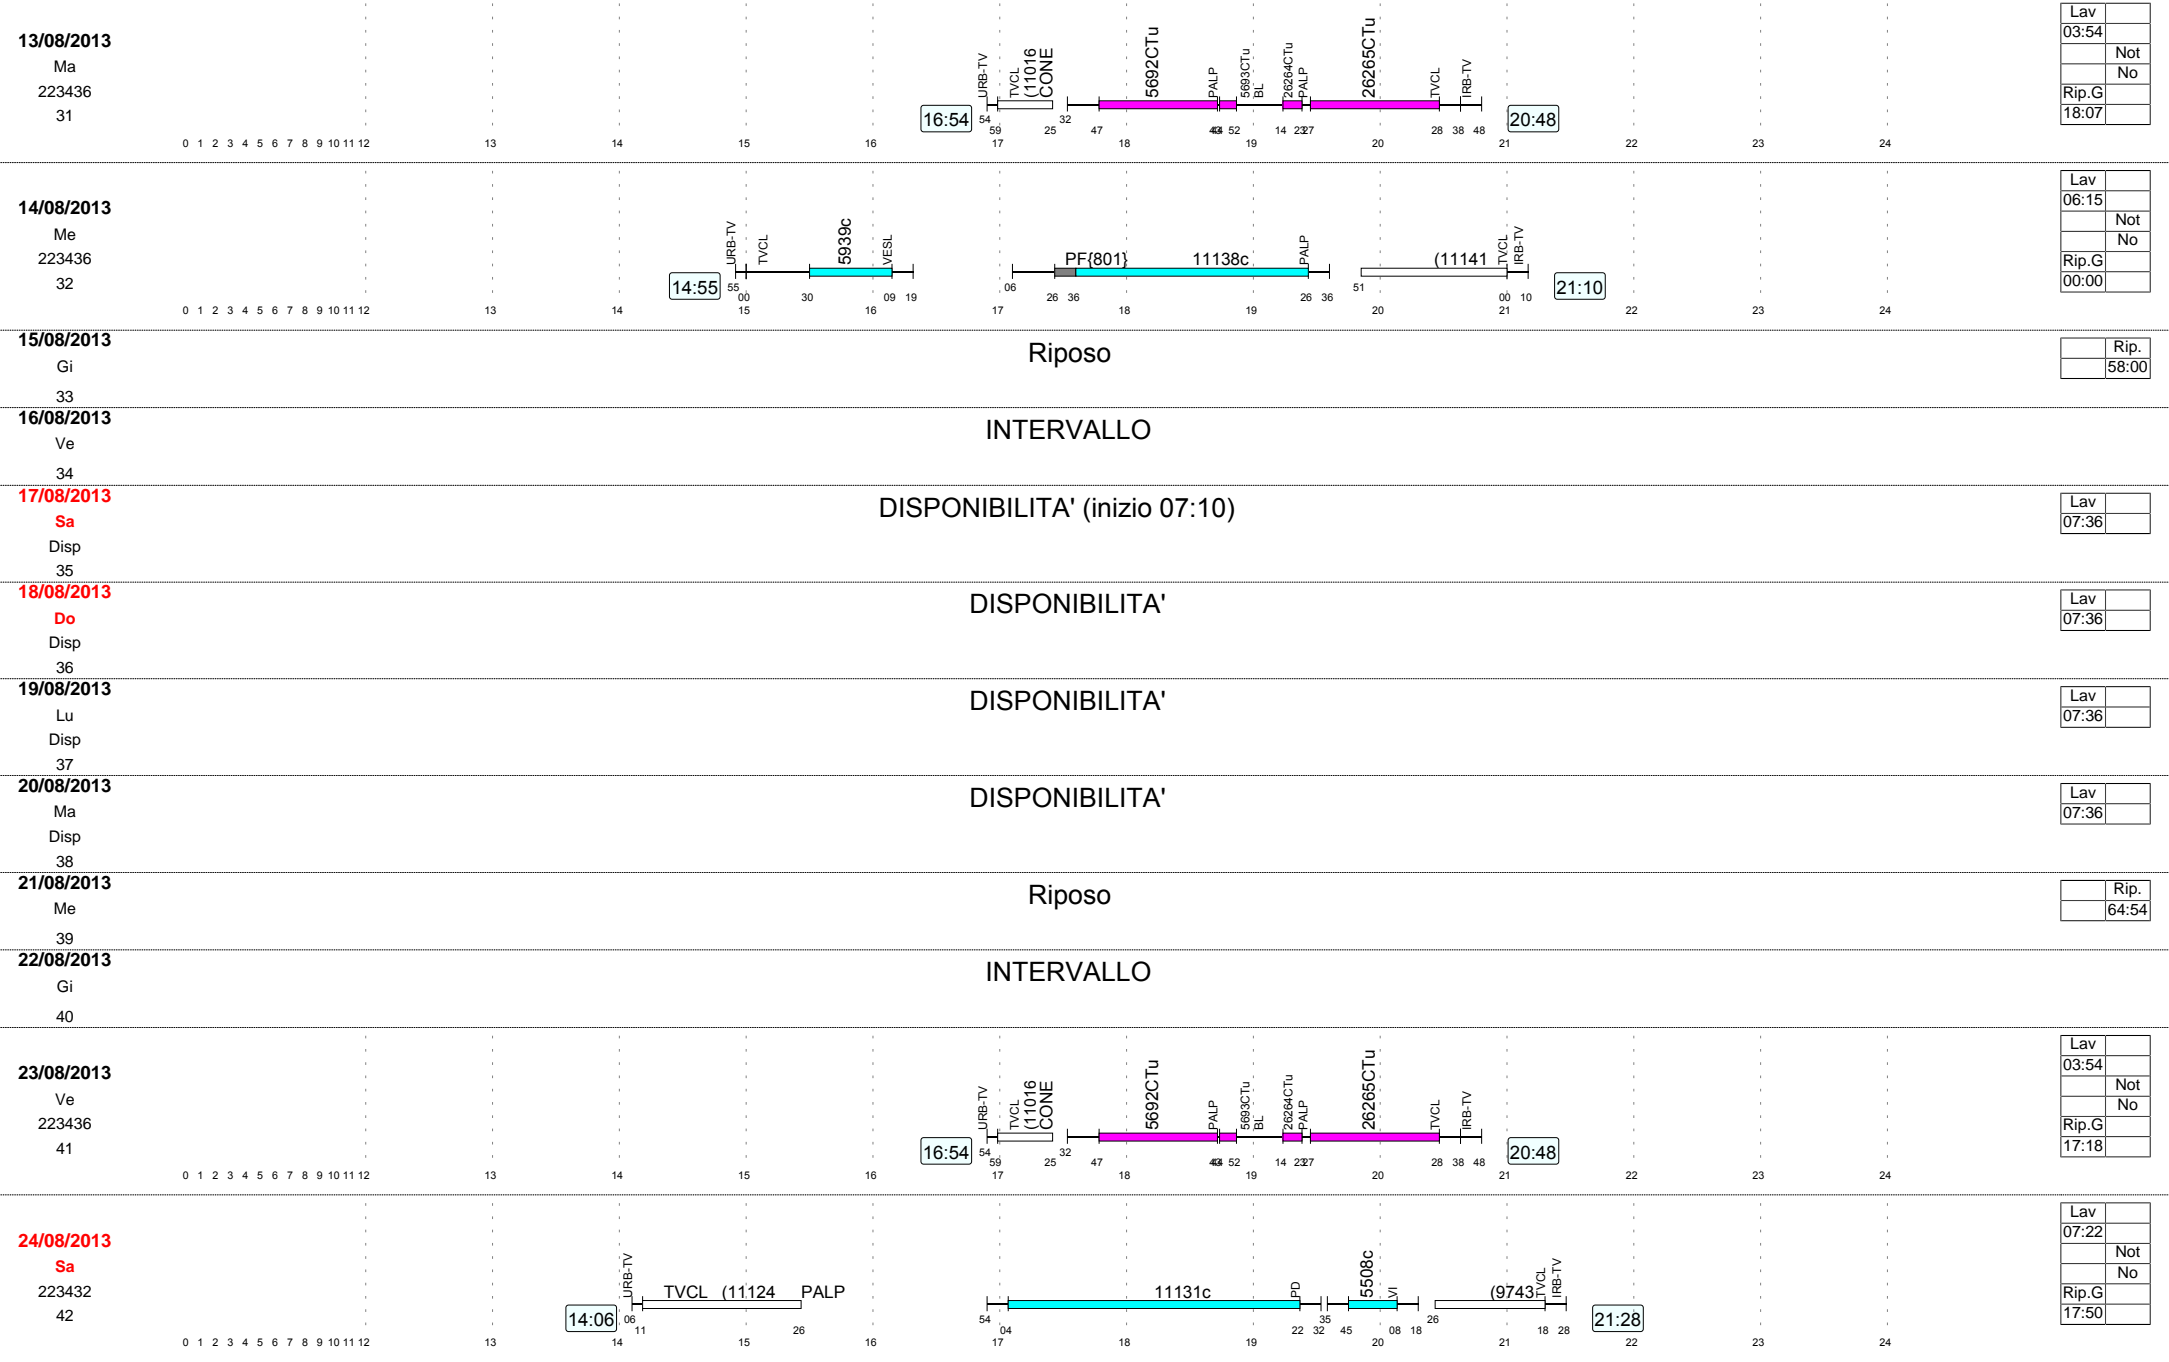 13/08/2013
Ma
223436
31
URB-TV
TVCL
(11016
CONE
5692CTu
PALP
5693CTu
BL
26264CTu
PALP
26265CTu
TVCL
IRB-TV
16:54
54
59
25
32
47
52
14
28
38
48
20:48
0 1 2 3 4 5 6 7 8 9 10 11 12 13 14 15 16 17 18 19 20 21 22 23 24
Lav
03:54
Not
No
Rip.G
18:07
14/08/2013
Me
223436
32
URB-TV
TVCL
5939c
VESL
PF{801}
11138c
PALP
(11141
TVCL
IRB-TV
14:55
55
00
30
09
19
06
26
36
26
36
51
00
10
21:10
0 1 2 3 4 5 6 7 8 9 10 11 12 13 14 15 16 17 18 19 20 21 22 23 24
Lav
06:15
Not
No
Rip.G
00:00
15/08/2013
Gi
33
Riposo
Rip.
58:00
16/08/2013
Ve
34
INTERVALLO
17/08/2013
Sa
Disp
35
DISPONIBILITA' (inizio 07:10)
Lav
07:36
18/08/2013
Do
Disp
36
DISPONIBILITA'
Lav
07:36
19/08/2013
Lu
Disp
37
DISPONIBILITA'
Lav
07:36
20/08/2013
Ma
Disp
38
DISPONIBILITA'
Lav
07:36
21/08/2013
Me
39
Riposo
Rip.
64:54
22/08/2013
Gi
40
INTERVALLO
23/08/2013
Ve
223436
41
URB-TV
TVCL
(11016
CONE
5692CTu
PALP
5693CTu
BL
26264CTu
PALP
26265CTu
TVCL
IRB-TV
16:54
54
59
25
32
47
52
14
28
38
48
20:48
0 1 2 3 4 5 6 7 8 9 10 11 12 13 14 15 16 17 18 19 20 21 22 23 24
Lav
03:54
Not
No
Rip.G
17:18
24/08/2013
Sa
223432
42
URB-TV
TVCL (11124 PALP
11131c
PD
5508c
VI
(9743
TVCL
IRB-TV
14:06
06
11
26
54
04
22
32
35
45
08
18
26
18
28
21:28
0 1 2 3 4 5 6 7 8 9 10 11 12 13 14 15 16 17 18 19 20 21 22 23 24
Lav
07:22
Not
No
Rip.G
17:50